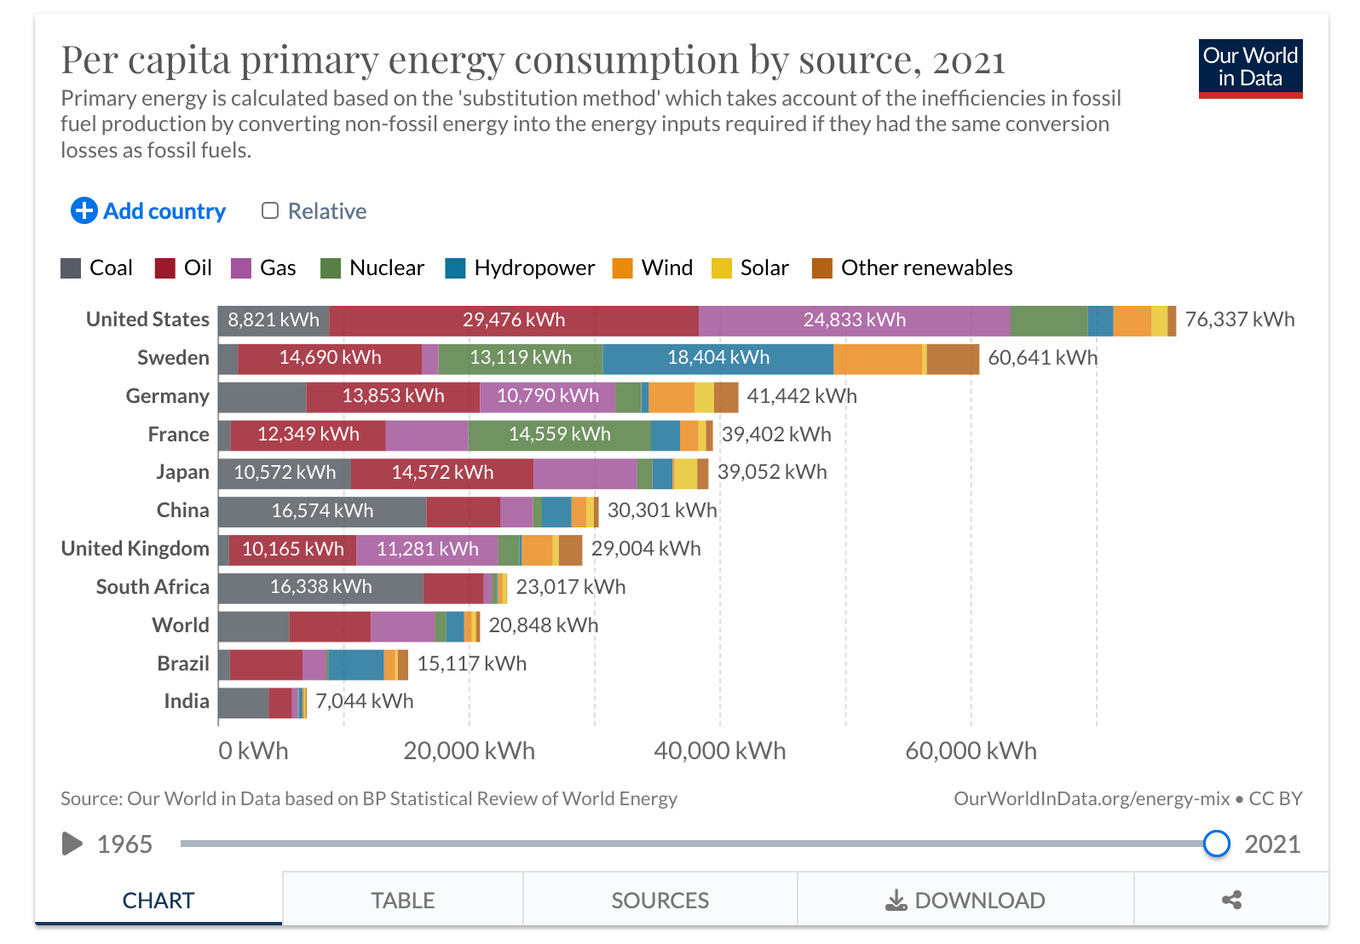 Per capita primary energy consumption by source, 2021
Our World
in Data
Primary energy is calculated based on the 'substitution method' which takes account of the inefficiencies in fossil
fuel production by converting non-fossil energy into the energy inputs required if they had the same conversion
losses as fossil fuels.
Add country Relative
Coal Oil Gas Nuclear Hydropower Wind Solar Other renewables
United States 8,821 kWh 29,476 kWh 24,833 kWh 76,337 kWh
Sweden 14,690 kWh 13,119 kWh 18,404 kWh 60,641 kWh
Germany 13,853 kWh 10,790 kWh 41,442 kWh
France 12,349 kWh 14,559 kWh 39,402 kWh
Japan 10,572 kWh 14,572 kWh 39,052 kWh
China 16,574 kWh 30,301 kWh
United Kingdom 10,165 kWh 11,281 kWh 29,004 kWh
South Africa 16,338 kWh 23,017 kWh
World 20,848 kWh
Brazil 15,117 kWh
India 7,044 kWh
0 kWh 20,000 kWh 40,000 kWh 60,000 kWh
Source: Our World in Data based on BP Statistical Review of World Energy OurWorldInData.org/energy-mix • CC BY
1965 2021
CHART TABLE SOURCES DOWNLOAD